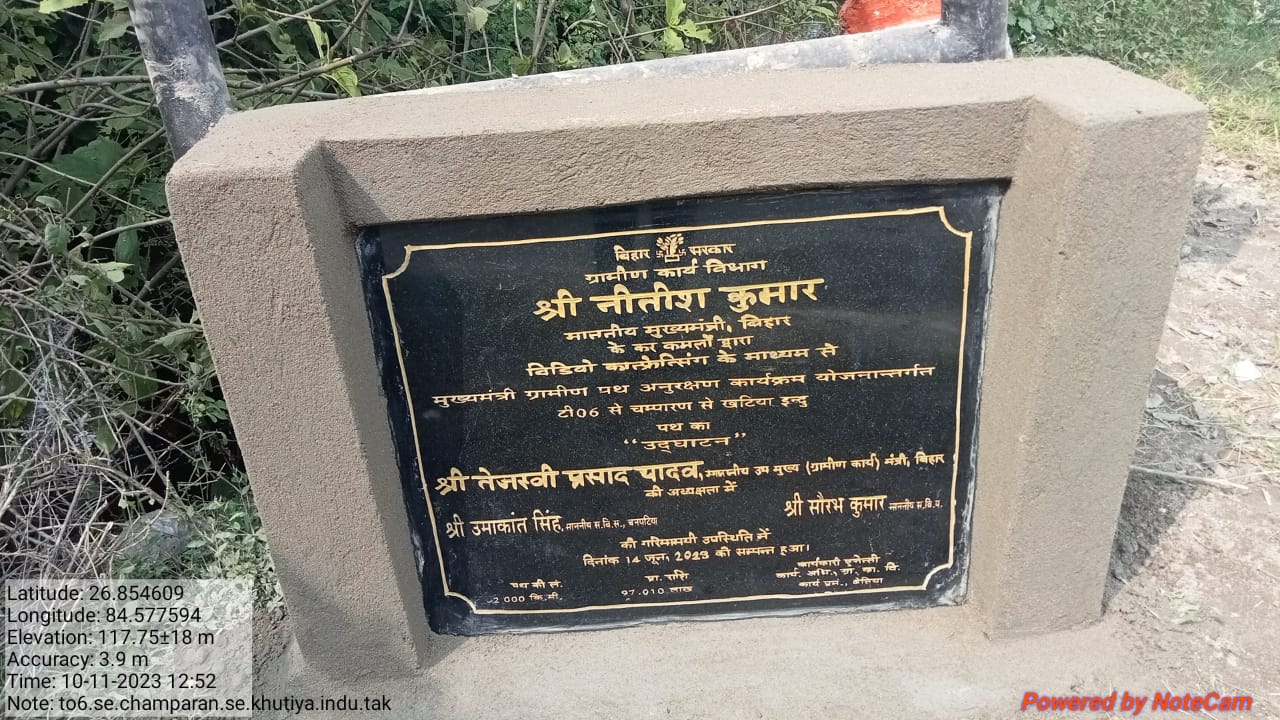 बिहार सरकार
ग्रामीण कार्य विभाग
श्री नीतीश कुमार
माननीय मुख्यमंत्री, बिहार
के कर कमलों द्वारा
विडियो कान्फ्रेन्सिंग के माध्यम से
मुख्यमंत्री ग्रामीण पथ अनुरक्षण कार्यक्रम योजनान्तर्गत
टी06 से चम्पारण से खटिया इन्दु
पथ का
“उद्घाटन”
श्री तेजस्वी प्रसाद यादव, माननीय उप मुख्य (ग्रामीण कार्य) मंत्री, बिहार
की अध्यक्षता में
श्री उमाकांत सिंह, माननीय स.वि.स., चनपटिया
श्री सौरभ कुमार माननीय स.वि.प.
की गरिमामयी उपस्थिति में
दिनांक 14 जून, 2023 को सम्पन्न हुआ।
पथ की लं.
2.000 कि.मी.
प्रा. राशि
97.010 लाख
कार्यकारी एजेन्सी
कार्य. अभि., ग्रा. का. वि.
कार्य प्रमं., बेतिया
Latitude: 26.854609
Longitude: 84.577594
Elevation: 117.75±18 m
Accuracy: 3.9 m
Time: 10-11-2023 12:52
Note: to6.se.champaran.se.khutiya.indu.tak
Powered by NoteCam